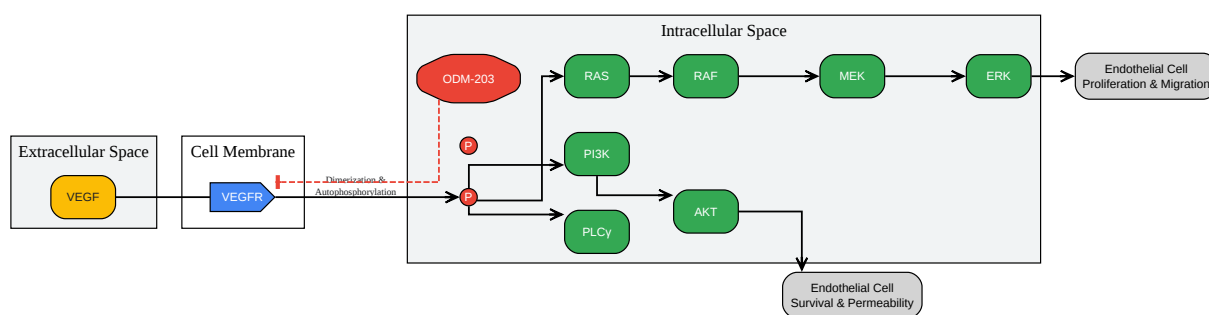 Intracellular Space
ODM-203
RAS
RAF
MEK
ERK
Endothelial Cell
Proliferation & Migration
Extracellular Space
Cell Membrane
P
PI3K
Dimerization &
Autophosphorylation
VEGF
VEGFR
P
AKT
PLCγ
Endothelial Cell
Survival & Permeability